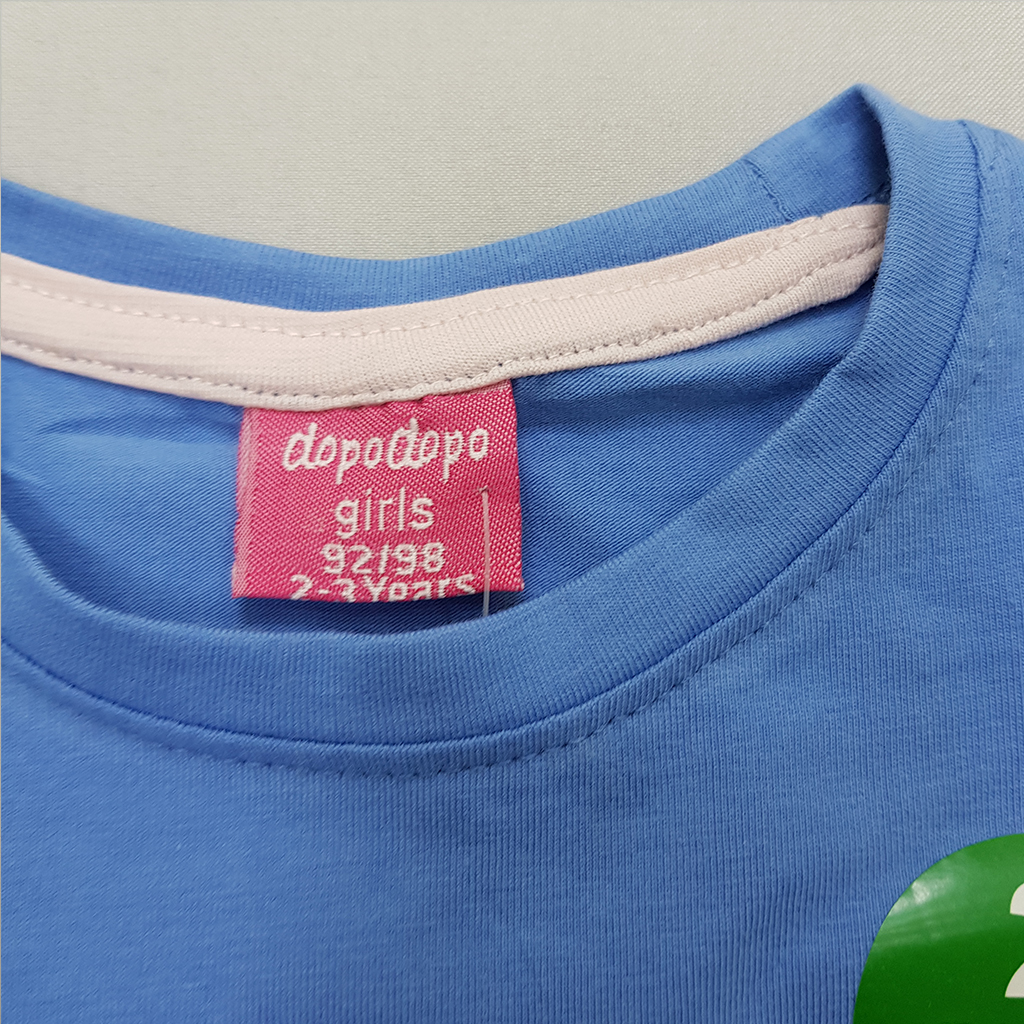 dopodopo
girls
92/98
2-3 Years